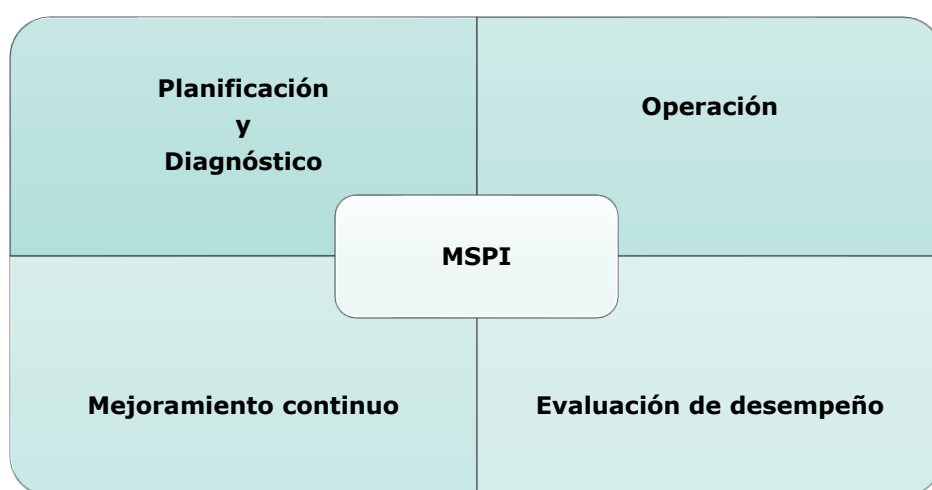 Planificación
y
Diagnóstico
Operación
MSPI
Mejoramiento continuo
Evaluación de desempeño